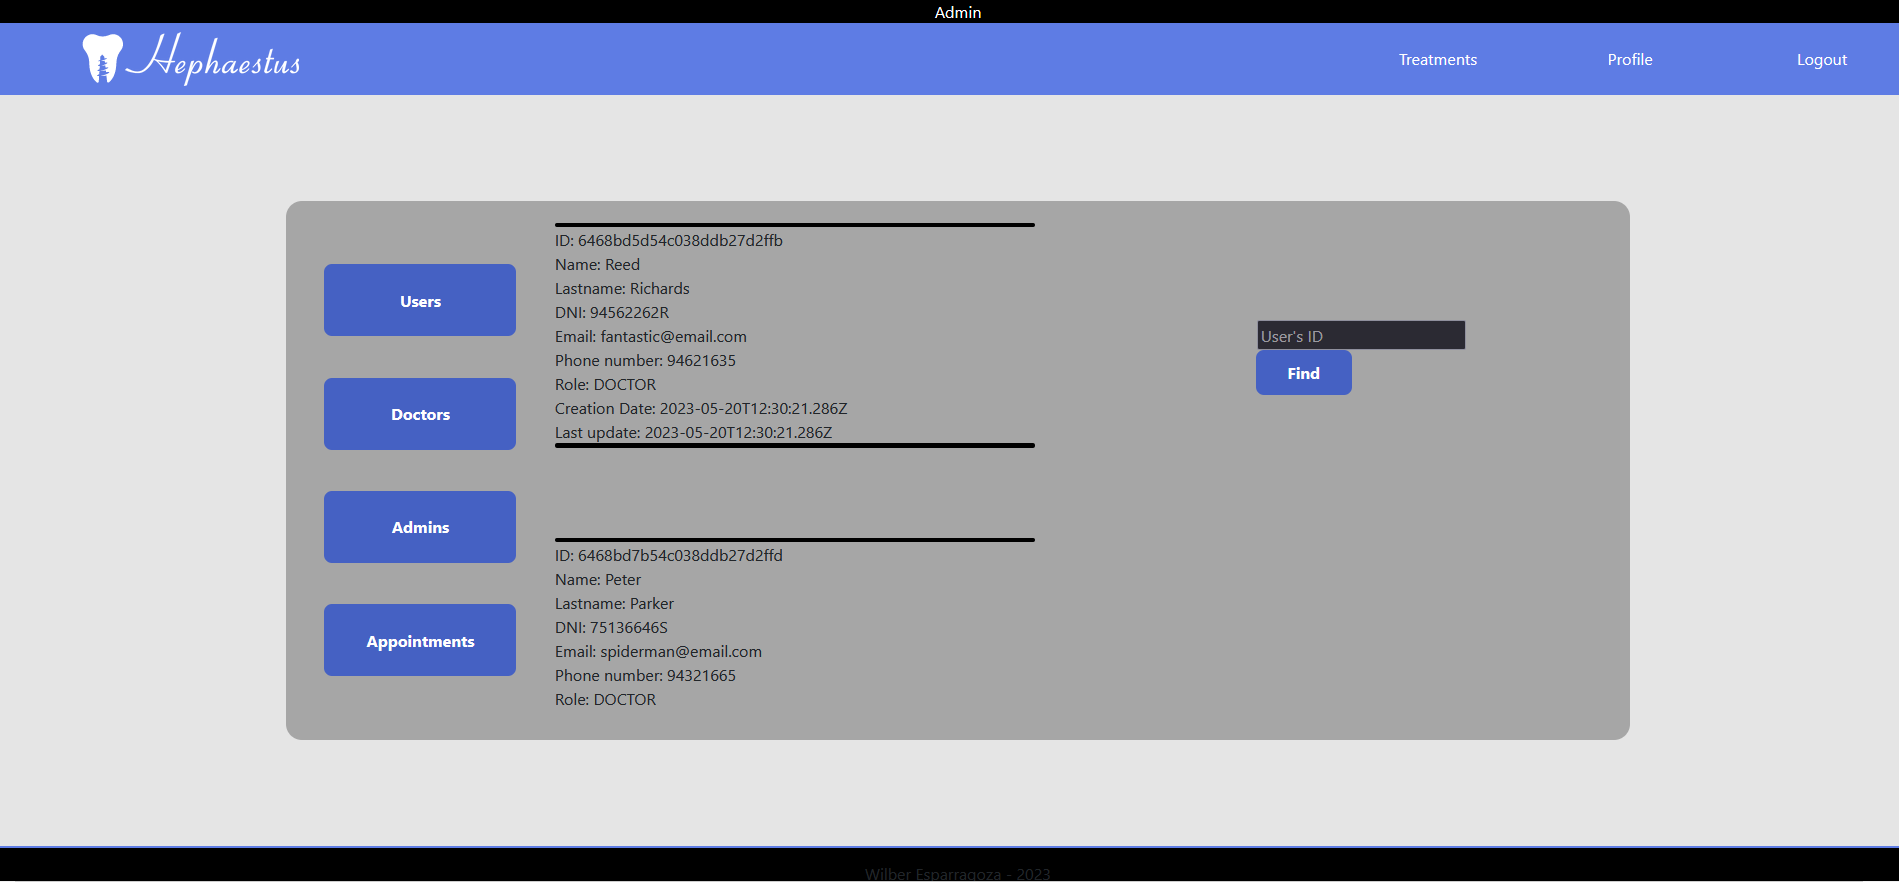 Admin
Hephaestus
Treatments
Profile
Logout
Users
Doctors
Admins
Appointments
ID: 6468bd5d54c038ddb27d2ffb
Name: Reed
Lastname: Richards
DNI: 94562262R
Email: fantastic@email.com
Phone number: 94621635
Role: DOCTOR
Creation Date: 2023-05-20T12:30:21.286Z
Last update: 2023-05-20T12:30:21.286Z
ID: 6468bd7b54c038ddb27d2ffd
Name: Peter
Lastname: Parker
DNI: 75136646S
Email: spiderman@email.com
Phone number: 94321665
Role: DOCTOR
User's ID
Find
Wilber Esparragoza - 2023